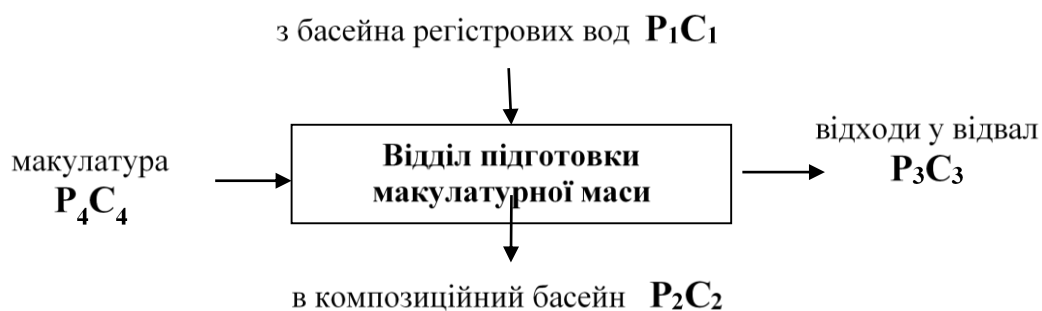 з басейна регістрових вод P₁C₁
відходи у відвал
P₃C₃
макулатура
P₄C₄
Відділ підготовки
макулатурної маси
в композиційний басейн P₂C₂